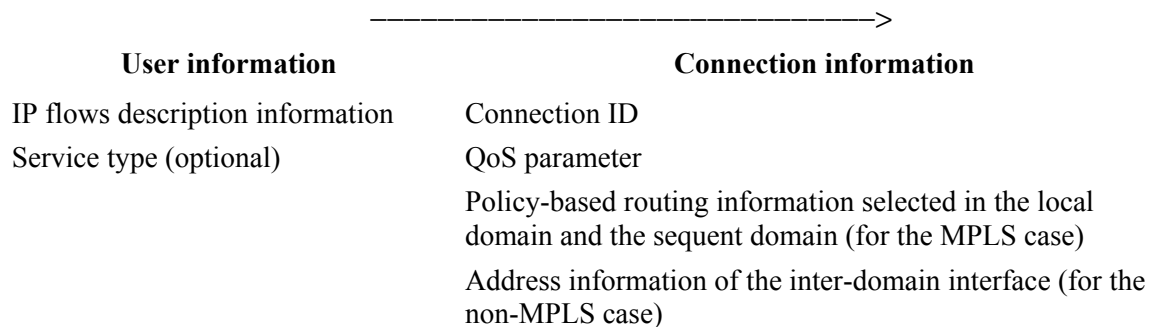 User information Connection information
IP flows description information Connection ID
Service type (optional) QoS parameter
Policy-based routing information selected in the local
domain and the sequent domain (for the MPLS case)
Address information of the inter-domain interface (for the
non-MPLS case)